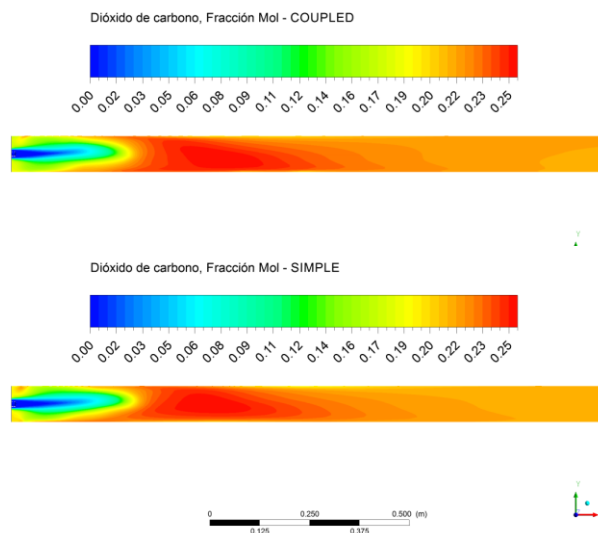 Dióxido de carbono, Fracción Mol - COUPLED
0.00 0.02 0.03 0.05 0.06 0.08 0.09 0.11 0.12 0.14 0.16 0.17 0.19 0.20 0.22 0.23 0.25
Y
Dióxido de carbono, Fracción Mol - SIMPLE
0.00 0.02 0.03 0.05 0.06 0.08 0.09 0.11 0.12 0.14 0.16 0.17 0.19 0.20 0.22 0.23 0.25
Y
0 0.250 0.500 (m)
0.125 0.375